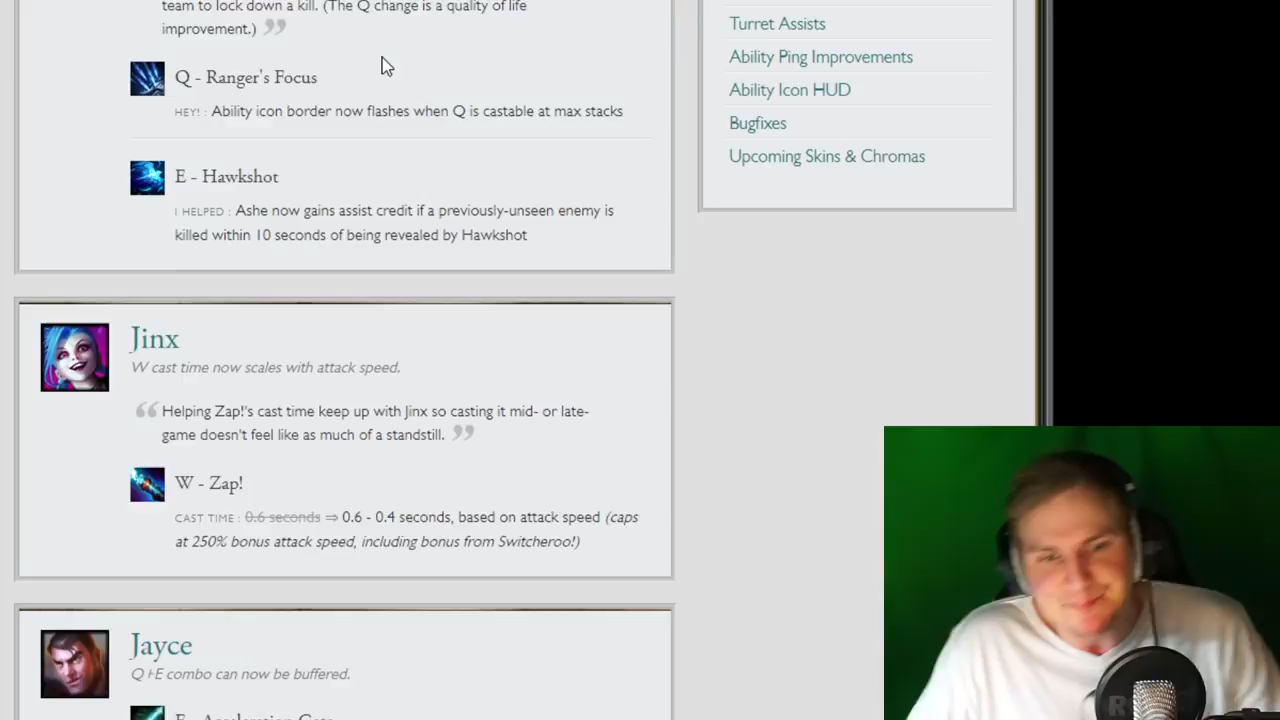 team to lock down a kill. (The Q change is a quality of life
improvement.) ”
Q - Ranger's Focus
HEY! : Ability icon border now flashes when Q is castable at max stacks
E - Hawkshot
I HELPED : Ashe now gains assist credit if a previously-unseen enemy is
killed within 10 seconds of being revealed by Hawkshot
Jinx
W cast time now scales with attack speed.
“ Helping Zap!'s cast time keep up with Jinx so casting it mid- or late-
game doesn't feel like as much of a standstill. ”
W - Zap!
CAST TIME : 0.6 seconds ⇒ 0.6 - 0.4 seconds, based on attack speed (caps
at 250% bonus attack speed, including bonus from Switcheroo!)
Jayce
Q+E combo can now be buffered.
E - Acceleration Gate
Turret Assists
Ability Ping Improvements
Ability Icon HUD
Bugfixes
Upcoming Skins & Chromas